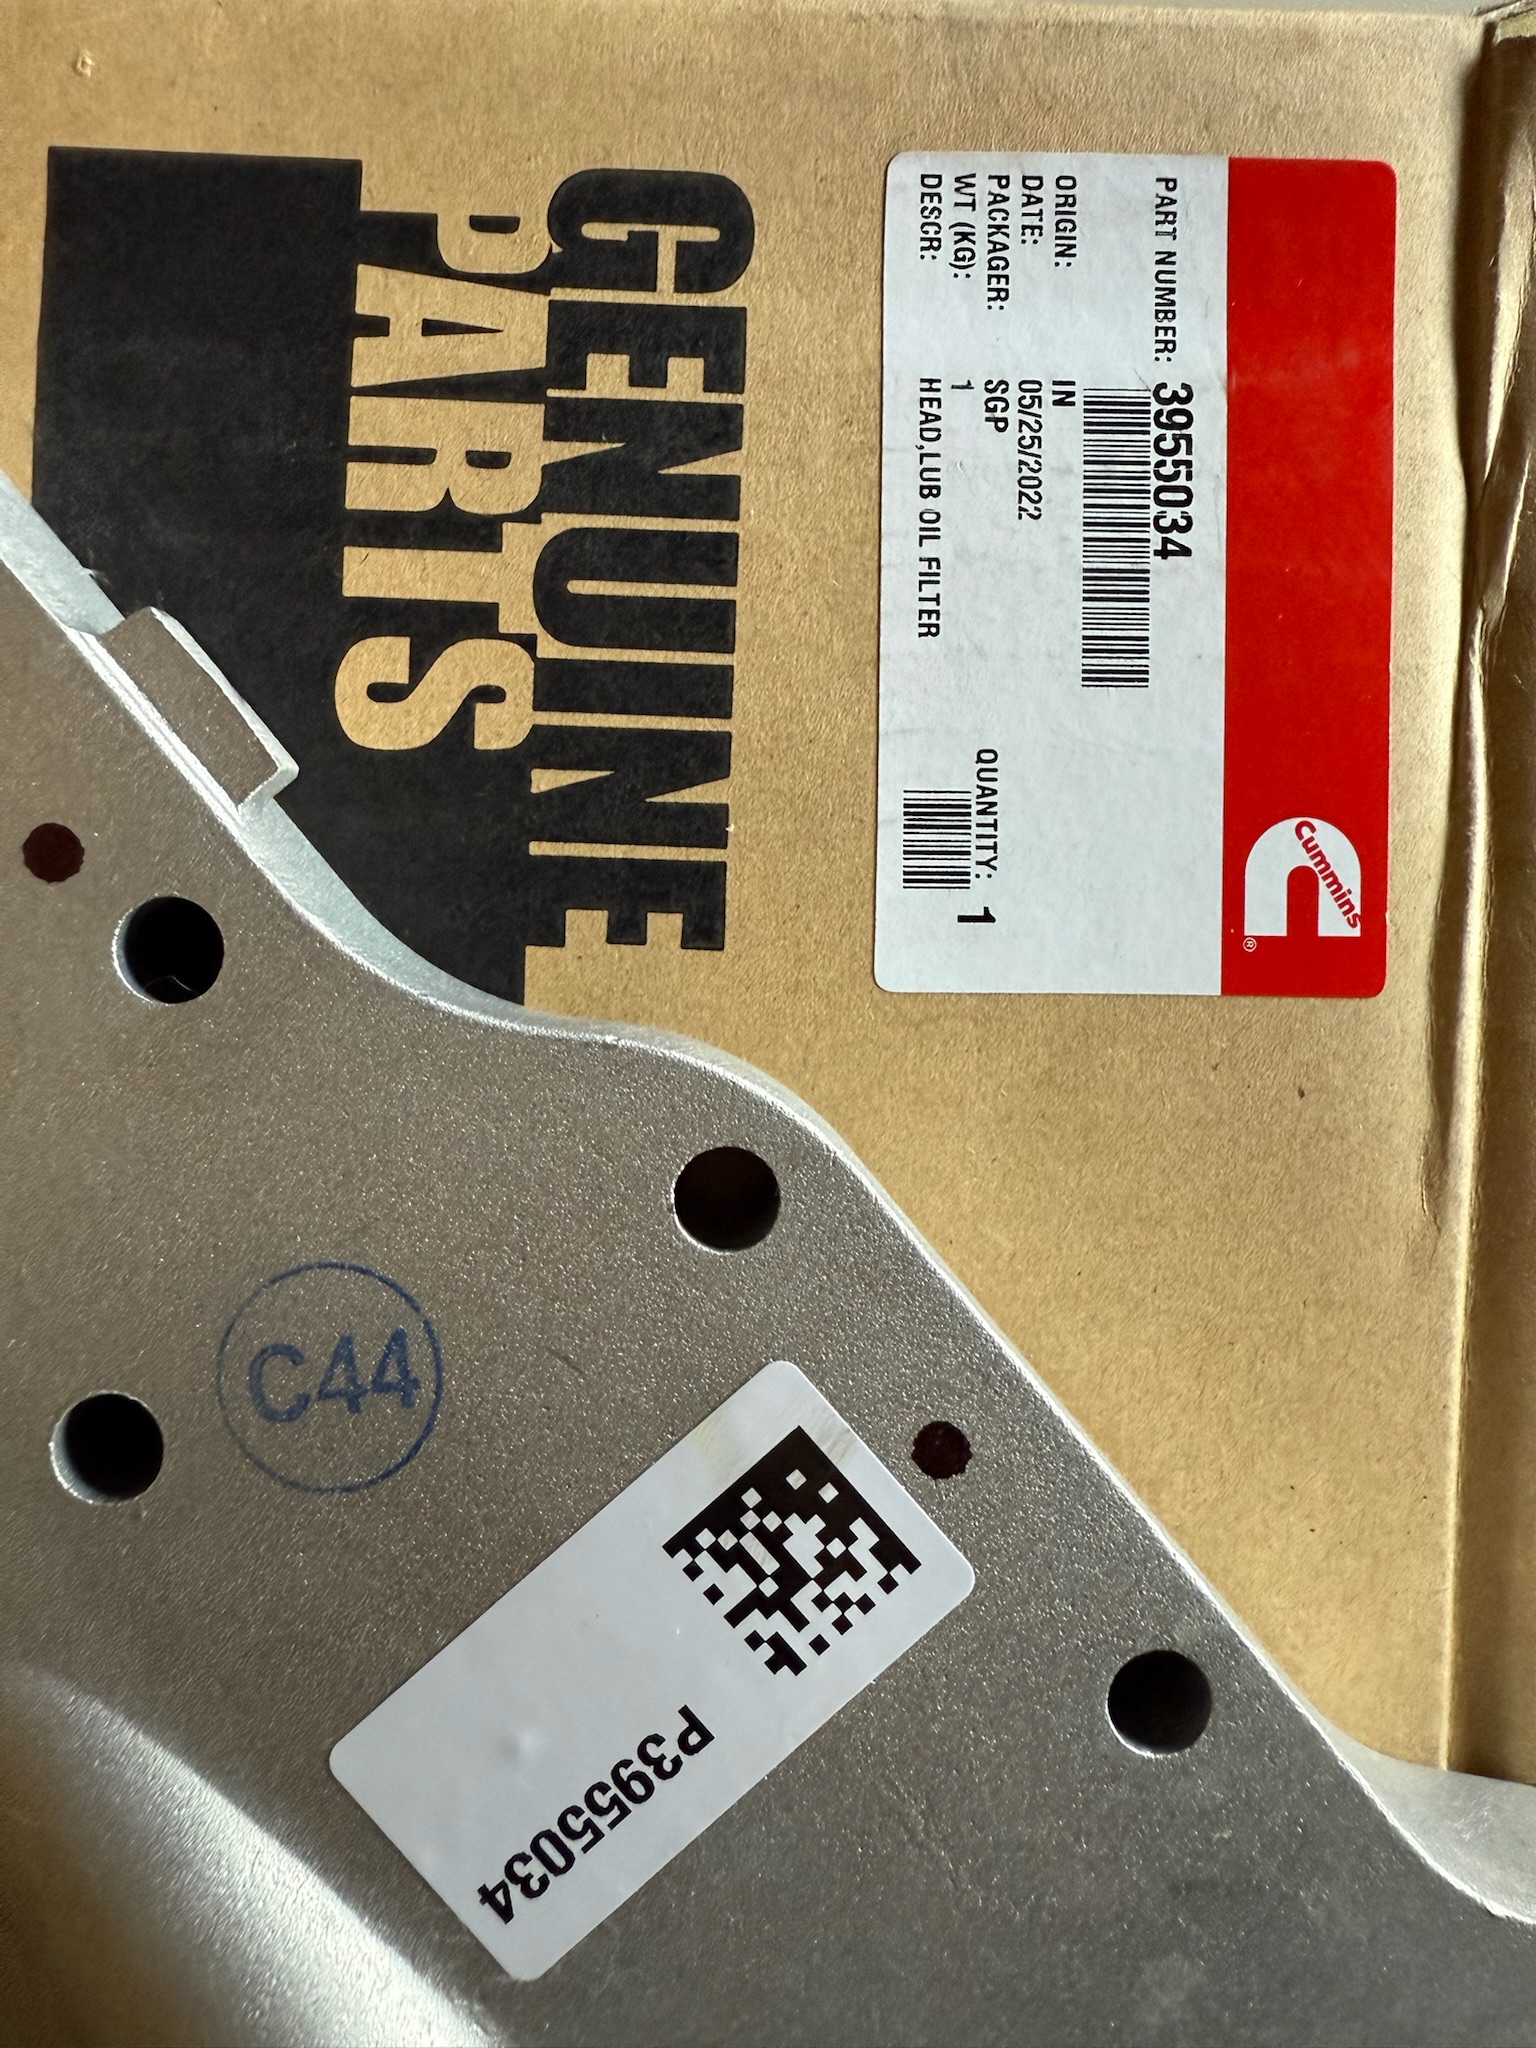 Cummins
®
PART NUMBER: 3955034
ORIGIN: IN
DATE: 05/25/2022
PACKAGER: SGP
WT (KG): 1
DESCR: HEAD,LUB OIL FILTER
QUANTITY: 1
GENUINE
PARTS
C44
P3955034